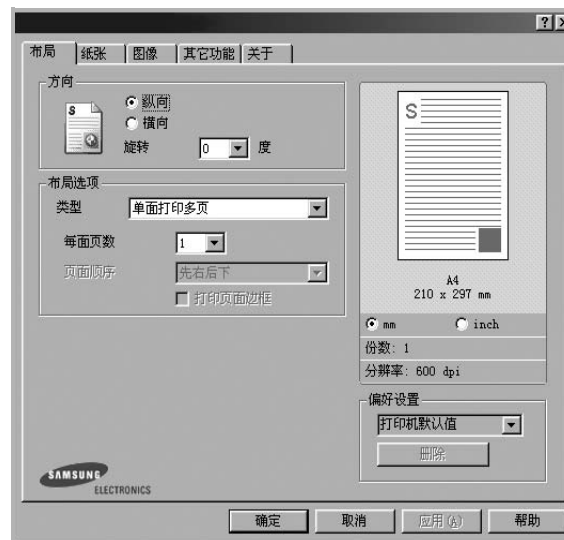 ? X
布局 纸张 图像 其它功能 关于
方向
S
纵向
横向
旋转 0 度
布局选项
类型 单面打印多页
每面页数 1
页面顺序 先右后下
打印页面边框
S
A4
210 x 297 mm
mm inch
份数: 1
分辨率: 600 dpi
偏好设置
打印机默认值
删除
SAMSUNG
ELECTRONICS
确定 取消 应用(A) 帮助